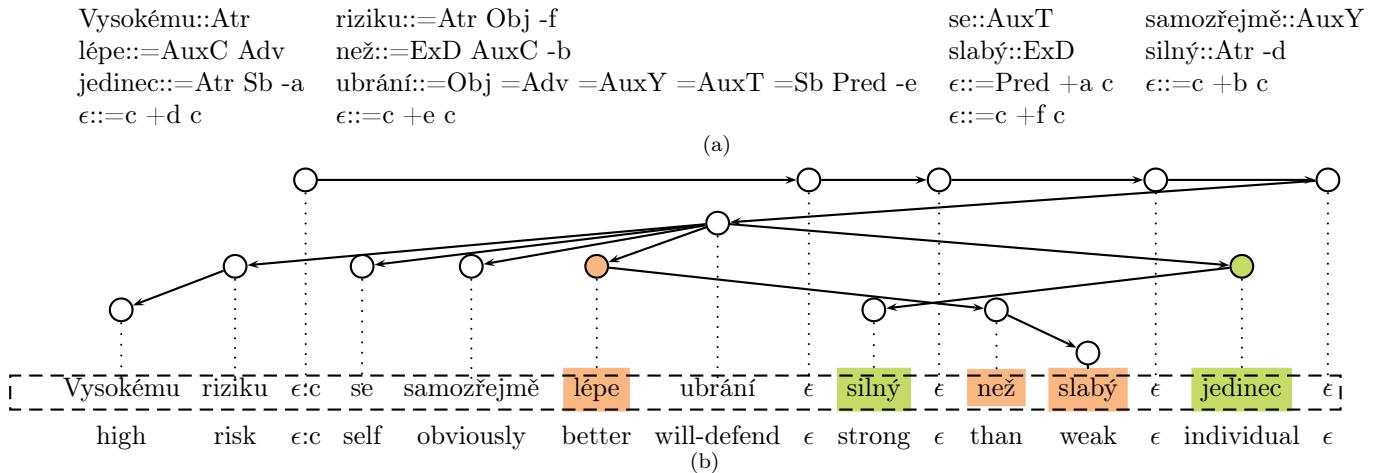 Vysokému::Atr riziku::=Atr Obj -f se::AuxT samozřejmě::AuxY
lépe::=AuxC Adv než::=ExD AuxC -b slabý::ExD silný::Atr -d
jedinec::=Atr Sb -a ubrání::=Obj =Adv =AuxY =AuxT =Sb Pred -e ϵ::=Pred +a c ϵ::=c +b c
ϵ::=c +d c ϵ::=c +e c ϵ::=c +f c
(a)
Vysokému riziku ϵ:c se samozřejmě lépe ubrání ϵ silný ϵ než slabý ϵ jedinec ϵ
high risk ϵ:c self obviously better will-defend ϵ strong ϵ than weak ϵ individual ϵ
(b)